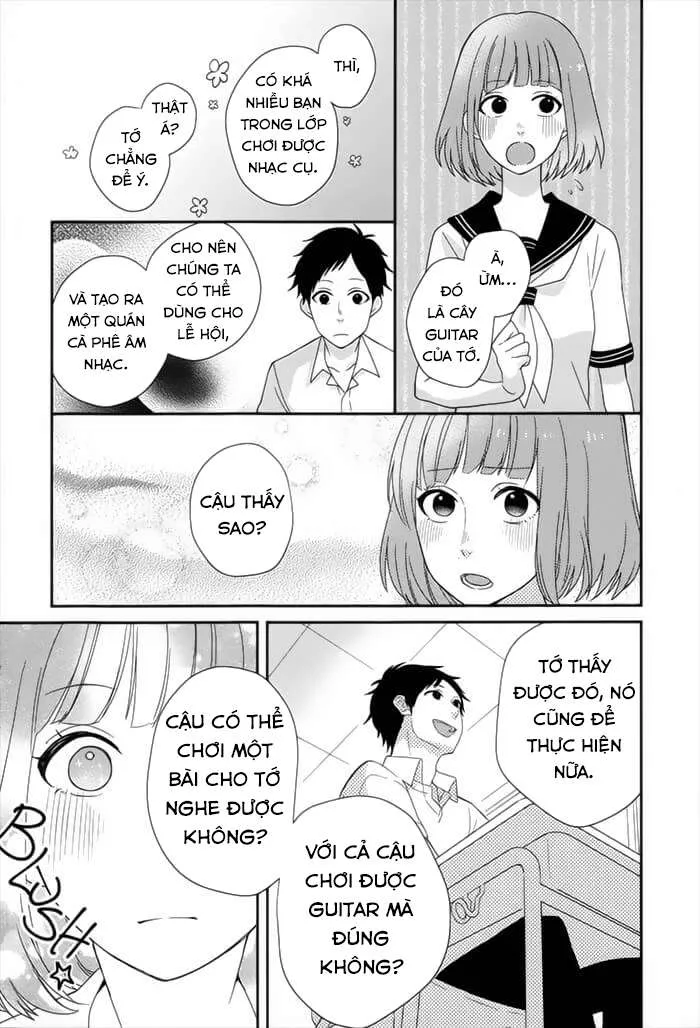 À,
ỪM...
ĐÓ
LÀ CÂY
GUITAR
CỦA TỚ.
THÌ,
CÓ KHÁ
NHIỀU BẠN
TRONG LỚP
CHƠI ĐƯỢC
NHẠC CỤ.
THẬT
Á?
TỚ
CHẲNG
ĐỂ Ý.
CHO NÊN
CHÚNG TA
CÓ THỂ
DÙNG CHO
LỄ HỘI,
VÀ TẠO RA
MỘT QUÁN
CÀ PHÊ ÂM
NHẠC.
CẬU THẤY
SAO?
TỚ THẤY
ĐƯỢC ĐÓ, NÓ
CŨNG DỂ
THỰC HIỆN
NỮA.
VỚI CẢ CẬU
CHƠI ĐƯỢC
GUITAR MÀ
ĐÚNG
KHÔNG?
CẬU CÓ THỂ
CHƠI MỘT
BÀI CHO TỚ
NGHE ĐƯỢC
KHÔNG?
BLUSH